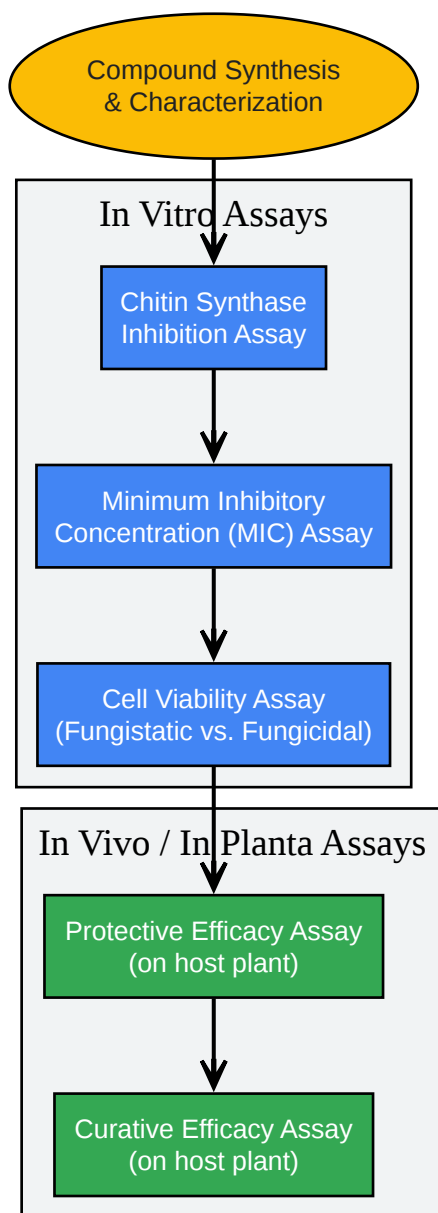 Compound Synthesis
& Characterization
In Vitro Assays
Chitin Synthase
Inhibition Assay
Minimum Inhibitory
Concentration (MIC) Assay
Cell Viability Assay
(Fungistatic vs. Fungicidal)
In Vivo / In Planta Assays
Protective Efficacy Assay
(on host plant)
Curative Efficacy Assay
(on host plant)